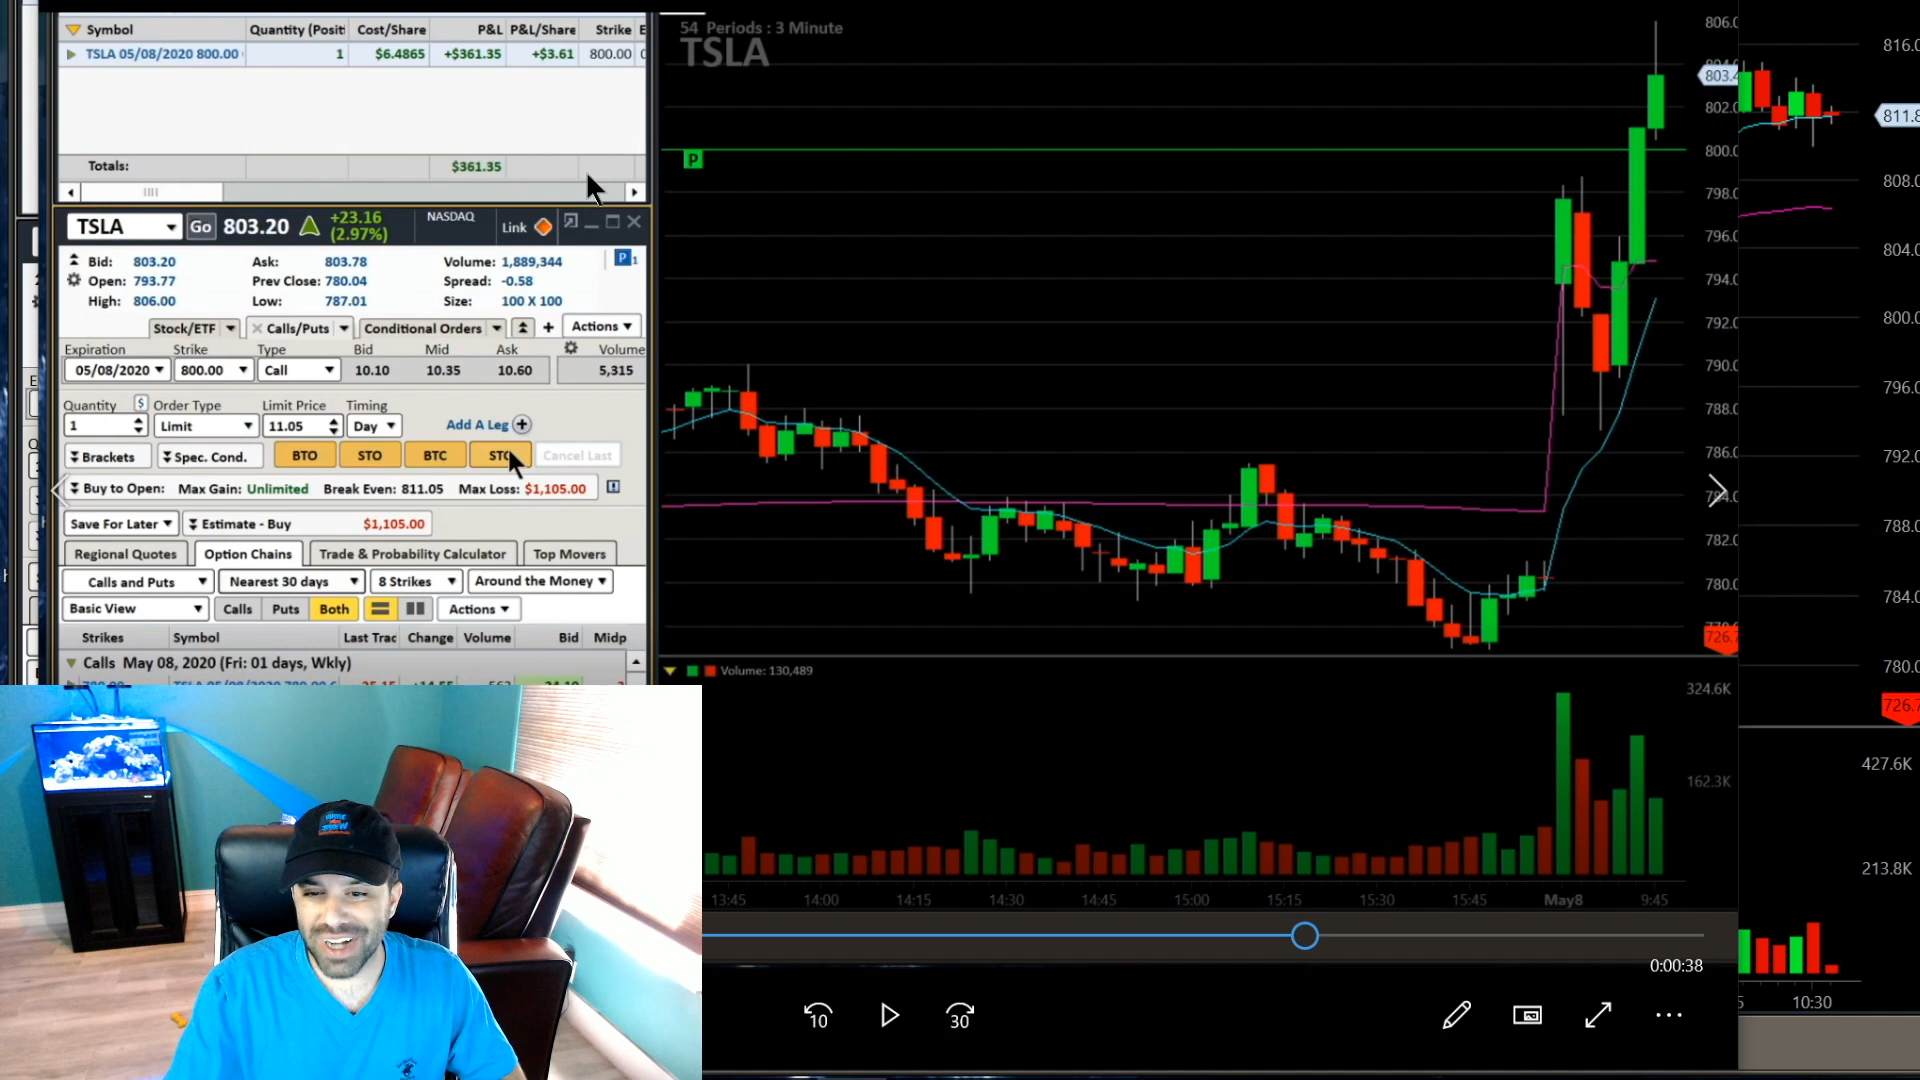 Symbol Quantity (Positi Cost/Share P&L P&L/Share Strike E
TSLA 05/08/2020 800.00 1 $6.4865 +$361.35 +$3.61 800.00
Totals: $361.35
TSLA Go 803.20 +23.16 (2.97%) NASDAQ Link
Bid: 803.20 Ask: 803.78 Volume: 1,889,344 P 1
Open: 793.77 Prev Close: 780.04 Spread: -0.58
High: 806.00 Low: 787.01 Size: 100 X 100
Stock/ETF Calls/Puts Conditional Orders Actions
Expiration Strike Type Bid Mid Ask Volume
05/08/2020 800.00 Call 10.10 10.35 10.60 5,315
Quantity $ Order Type Limit Price Timing
1 Limit 11.05 Day Add A Leg
Brackets Spec. Cond. BTO STO BTC STC Cancel Last
Buy to Open: Max Gain: Unlimited Break Even: 811.05 Max Loss: $1,105.00
Save For Later Estimate - Buy $1,105.00
Regional Quotes Option Chains Trade & Probability Calculator Top Movers
Calls and Puts Nearest 30 days 8 Strikes Around the Money
Basic View Calls Puts Both Actions
Strikes Symbol Last Trac Change Volume Bid Midp
Calls May 08, 2020 (Fri: 01 days, Wkly)
54 Periods : 3 Minute
TSLA
P
806.0
803.4
802.0
800.0
798.0
796.0
794.0
792.0
790.0
788.0
786.0
784.0
782.0
780.0
726.7
Volume: 130,489
324.6K
162.3K
13:45 14:00 14:15 14:30 14:45 15:00 15:15 15:30 15:45 May8 9:45
0:00:38
10 30
816.0
811.8
808.0
804.0
800.0
796.0
792.0
788.0
784.0
780.0
726.7
427.6K
213.8K
10:30